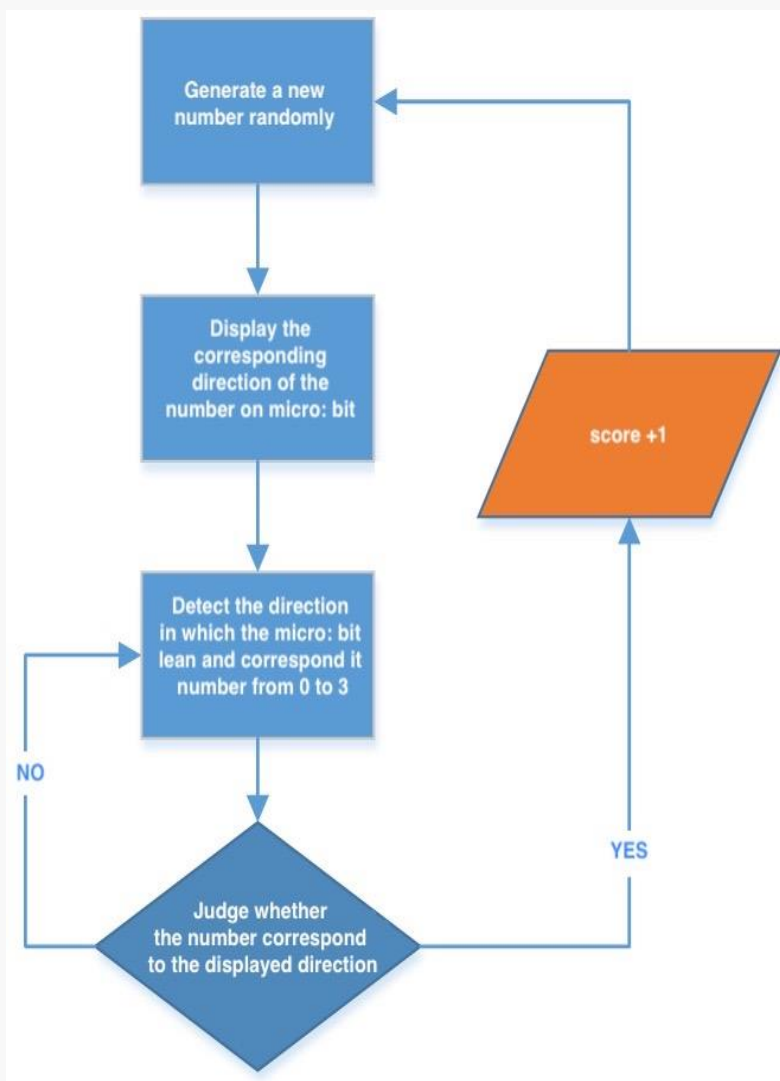 Generate a new
number randomly
Display the
corresponding
direction of the
number on micro: bit
score +1
Detect the direction
in which the micro: bit
lean and correspond it
number from 0 to 3
NO
YES
Judge whether
the number correspond
to the displayed direction